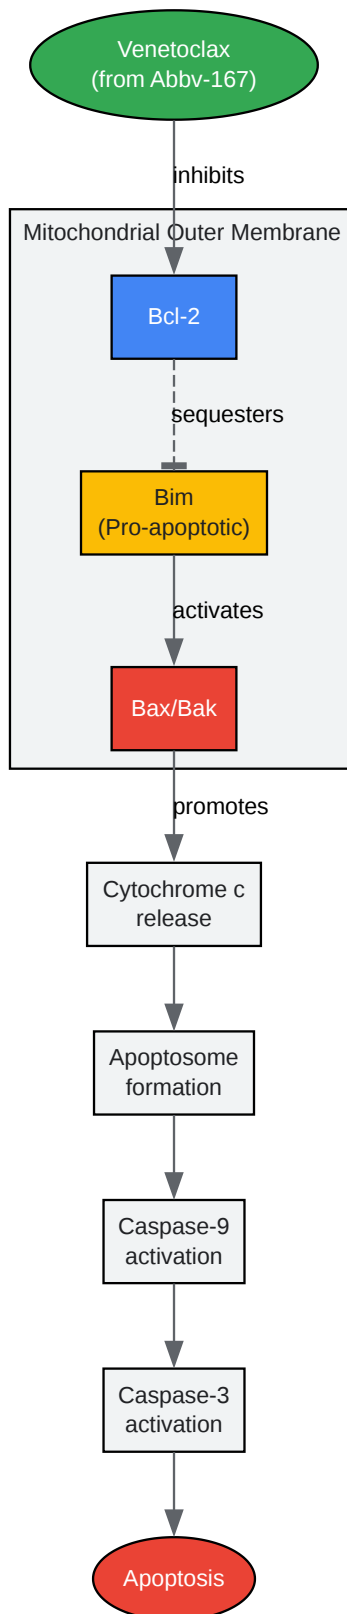 Venetoclax
(from Abbv-167)
inhibits
Mitochondrial Outer Membrane
Bcl-2
sequesters
Bim
(Pro-apoptotic)
activates
Bax/Bak
promotes
Cytochrome c
release
Apoptosome
formation
Caspase-9
activation
Caspase-3
activation
Apoptosis